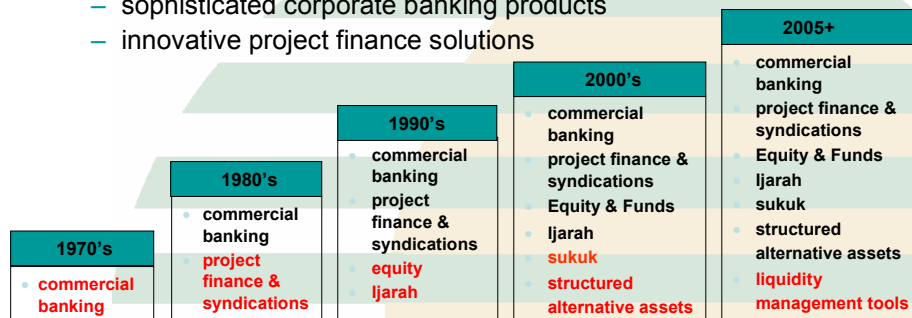 – sophisticated corporate banking products
– innovative project finance solutions
1970's
• commercial
banking
1980's
• commercial
banking
• project
finance &
syndications
1990's
• commercial
banking
• project
finance &
syndications
• equity
• Ijarah
2000's
• commercial
banking
• project finance &
syndications
• Equity & Funds
• Ijarah
• sukuk
• structured
alternative assets
2005+
• commercial
banking
• project finance &
syndications
• Equity & Funds
• Ijarah
• sukuk
• structured
alternative assets
• liquidity
management tools